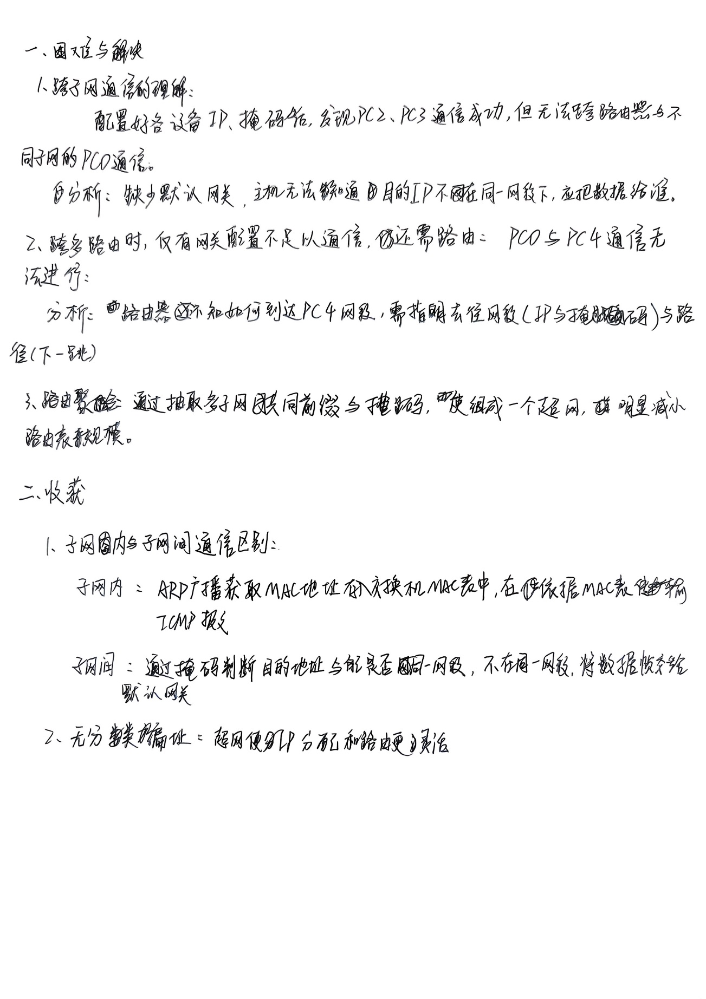 一、困难与解决
1、跨子网通信的理解：
配置好各设备IP、掩码后，发现PC2、PC3通信成功，但无法跨路由器与不
同子网的PC0通信。
分析：缺少默认网关，主机无法知道目的IP不在同一网段下，应把数据给谁。
2、跨多路由时，仅有网关配置不足以通信，还需路由： PC0与PC4通信无
法进行：
分析：路由器不知如何到达PC4网段，需指明去往网段(IP与掩码)与路
径(下一跳)
3、路由聚合：通过抽取多子网共同前缀与掩码，使组成一个超网，明显减小
路由表规模。
二、收获
1、子网内与子网间通信区别：
子网内： ARP广播获取MAC地址存入交换机MAC表中，在依据MAC表传输
ICMP报文
子网间：通过掩码判断目的地址与是否同一网段，不在同一网段，将数据帧交给
默认网关
2、无分类编址：超网使IP分配和路由更灵活